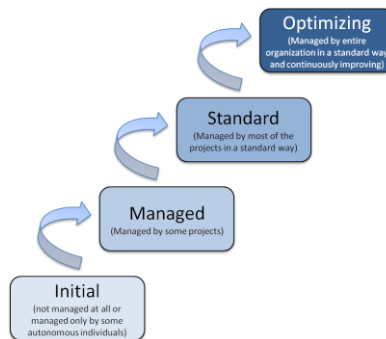 Optimizing
(Managed by entire
organization in a standard way
and continuously improving)
Standard
(Managed by most of the
projects in a standard way)
Managed
(Managed by some projects)
Initial
(not managed at all or
managed only by some
autonomous individuals)